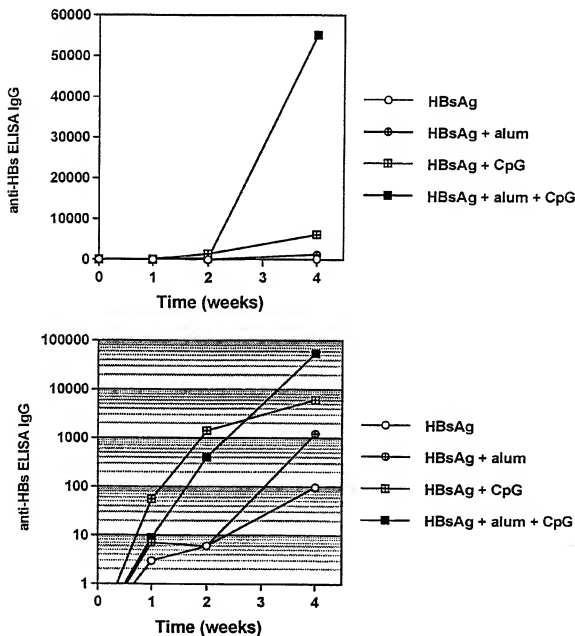 60000
50000
40000
30000
20000
10000
0
anti-HBs ELISA IgG
0 1 2 3 4
Time (weeks)
HBsAg
HBsAg + alum
HBsAg + CpG
HBsAg + alum + CpG
100000
10000
1000
100
10
1
anti-HBs ELISA IgG
0 1 2 3 4
Time (weeks)
HBsAg
HBsAg + alum
HBsAg + CpG
HBsAg + alum + CpG